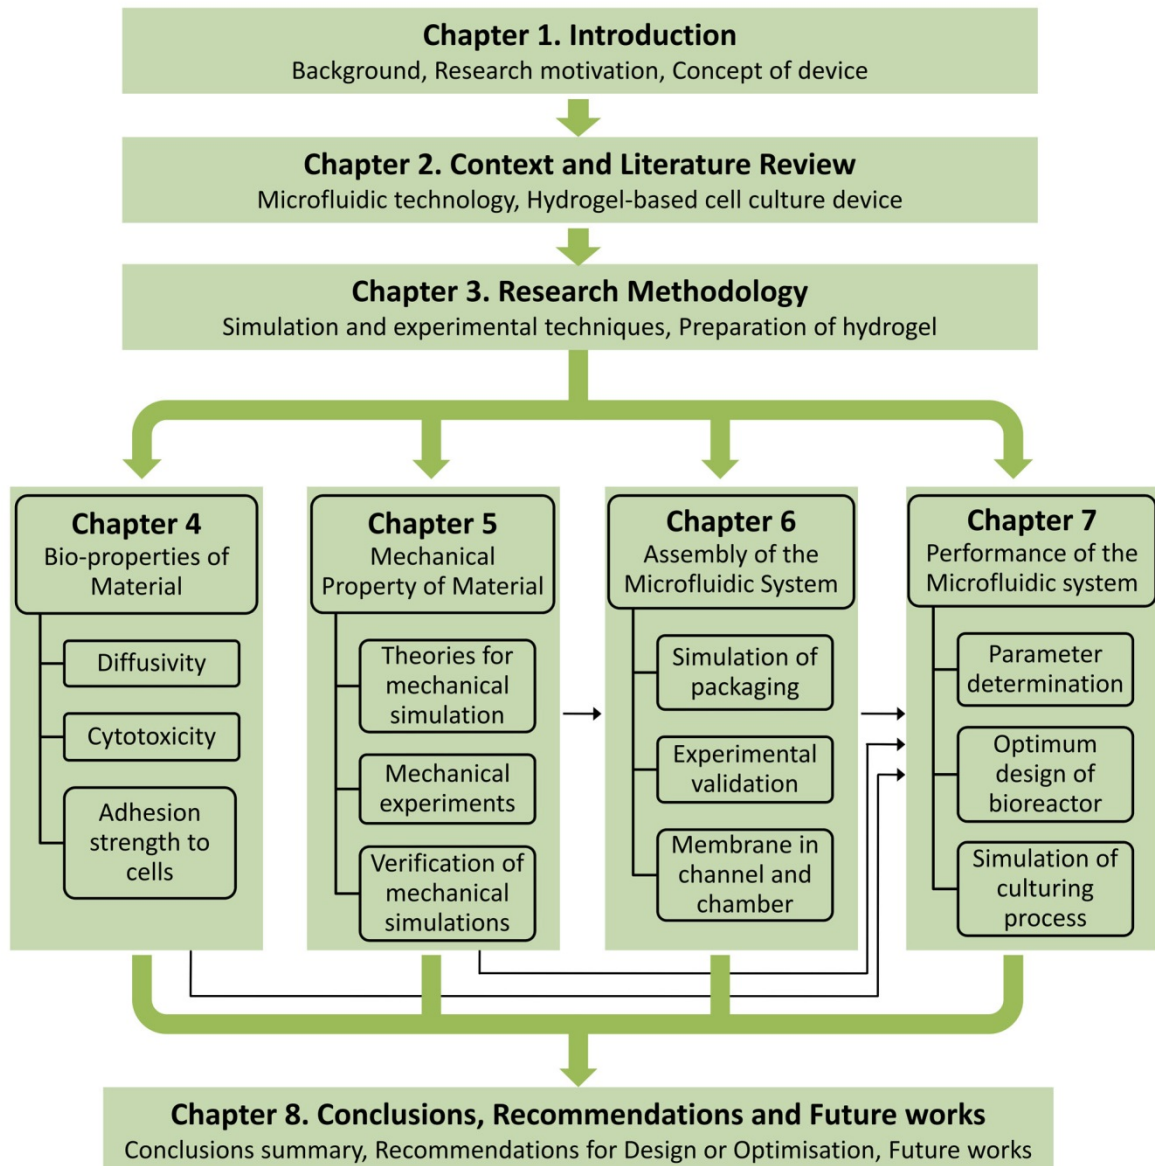 Chapter 1. Introduction
Background, Research motivation, Concept of device
Chapter 2. Context and Literature Review
Microfluidic technology, Hydrogel-based cell culture device
Chapter 3. Research Methodology
Simulation and experimental techniques, Preparation of hydrogel
Chapter 4
Bio-properties of
Material
Diffusivity
Cytotoxicity
Adhesion
strength to
cells
Chapter 5
Mechanical
Property of Material
Theories for
mechanical
simulation
Mechanical
experiments
Verification of
mechanical
simulations
Chapter 6
Assembly of the
Microfluidic System
Simulation of
packaging
Experimental
validation
Membrane in
channel and
chamber
Chapter 7
Performance of the
Microfluidic system
Parameter
determination
Optimum
design of
bioreactor
Simulation of
culturing
process
Chapter 8. Conclusions, Recommendations and Future works
Conclusions summary, Recommendations for Design or Optimisation, Future works